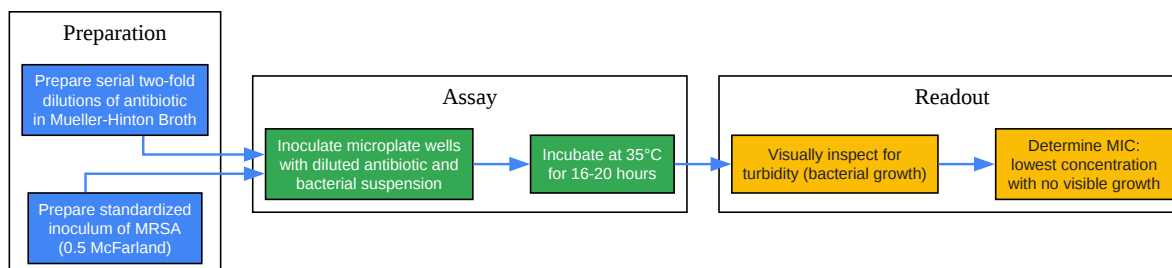 Preparation
Prepare serial two-fold
dilutions of antibiotic
in Mueller-Hinton Broth
Prepare standardized
inoculum of MRSA
(0.5 McFarland)
Assay
Inoculate microplate wells
with diluted antibiotic and
bacterial suspension
Incubate at 35°C
for 16-20 hours
Readout
Visually inspect for
turbidity (bacterial growth)
Determine MIC:
lowest concentration
with no visible growth